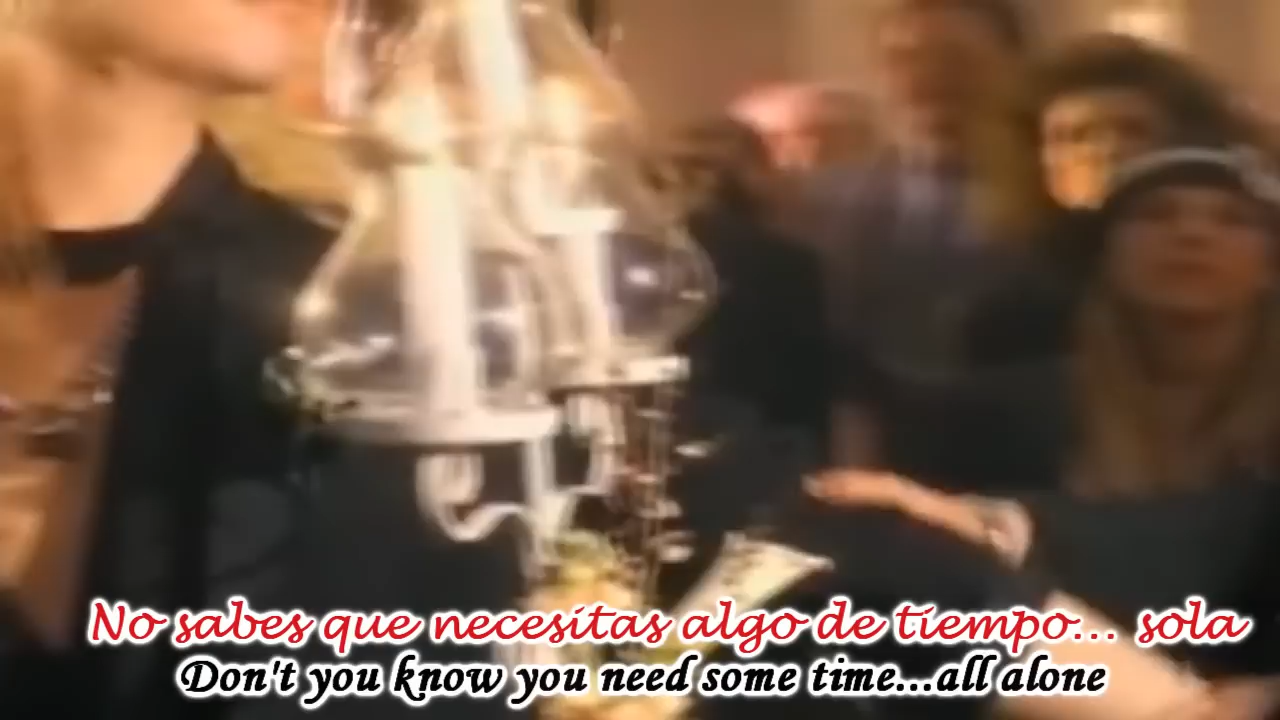 No sabes que necesitas algo de tiempo... sola
Don't you know you need some time...all alone